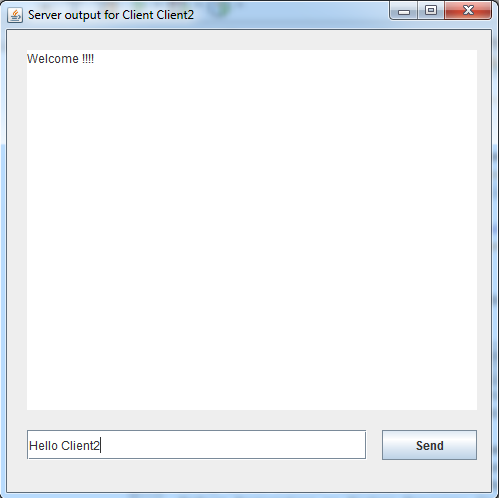 Server output for Client Client2
Welcome !!!!
Hello Client2
Send